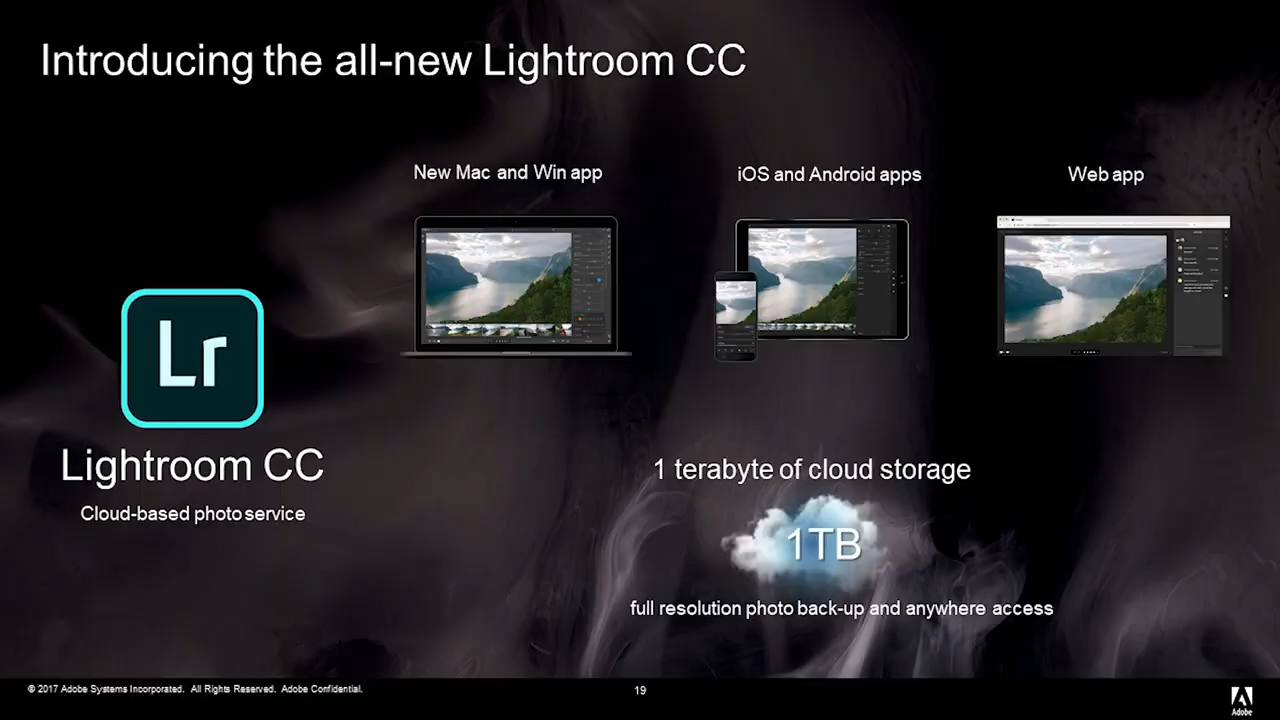 Introducing the all-new Lightroom CC
New Mac and Win app
iOS and Android apps
Web app
Lr
Lightroom CC
Cloud-based photo service
1 terabyte of cloud storage
1TB
full resolution photo back-up and anywhere access
© 2017 Adobe Systems Incorporated. All Rights Reserved. Adobe Confidential.
19
Adobe